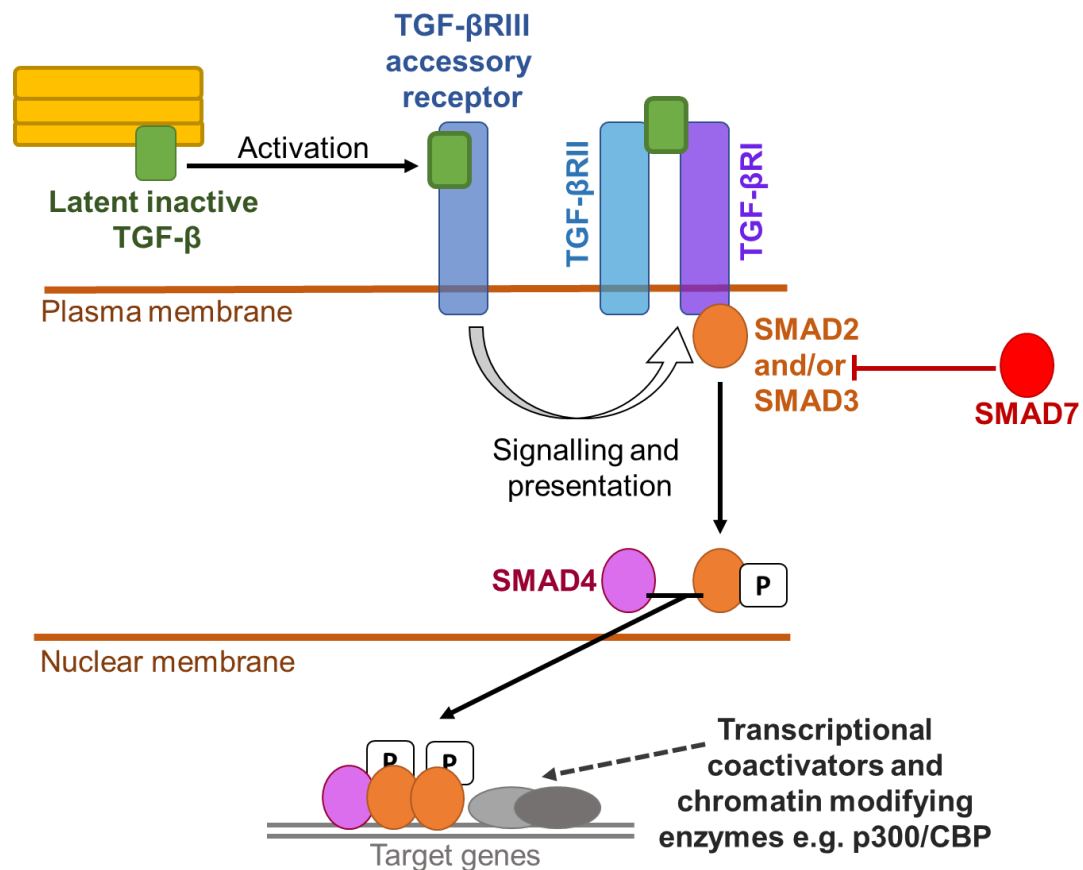 TGF-βRIII
accessory
receptor
Activation
Latent inactive
TGF-β
TGF-βRII
TGF-βRI
Plasma membrane
SMAD2
and/or
SMAD3
SMAD7
Signalling and
presentation
SMAD4
P
Nuclear membrane
P
P
Transcriptional
coactivators and
chromatin modifying
enzymes e.g. p300/CBP
Target genes